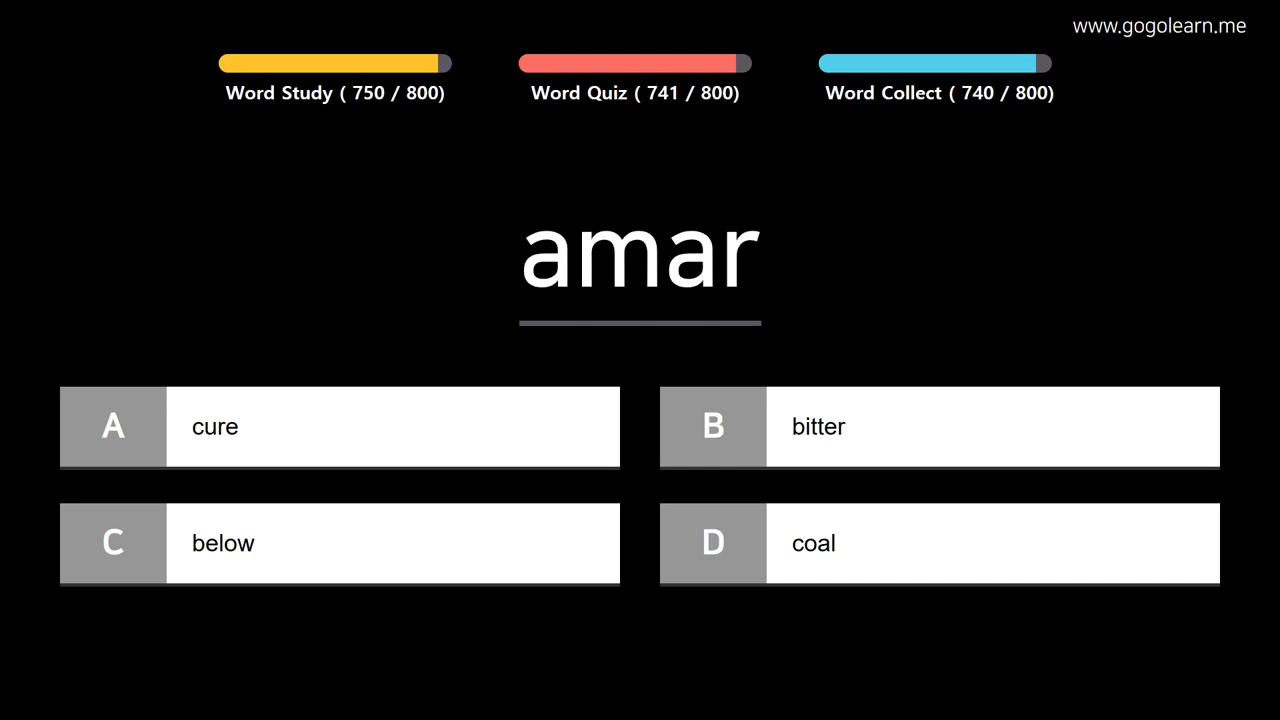 www.gogolearn.me
Word Study ( 750 / 800)
Word Quiz ( 741 / 800)
Word Collect ( 740 / 800)
amar
A
cure
B
bitter
C
below
D
coal